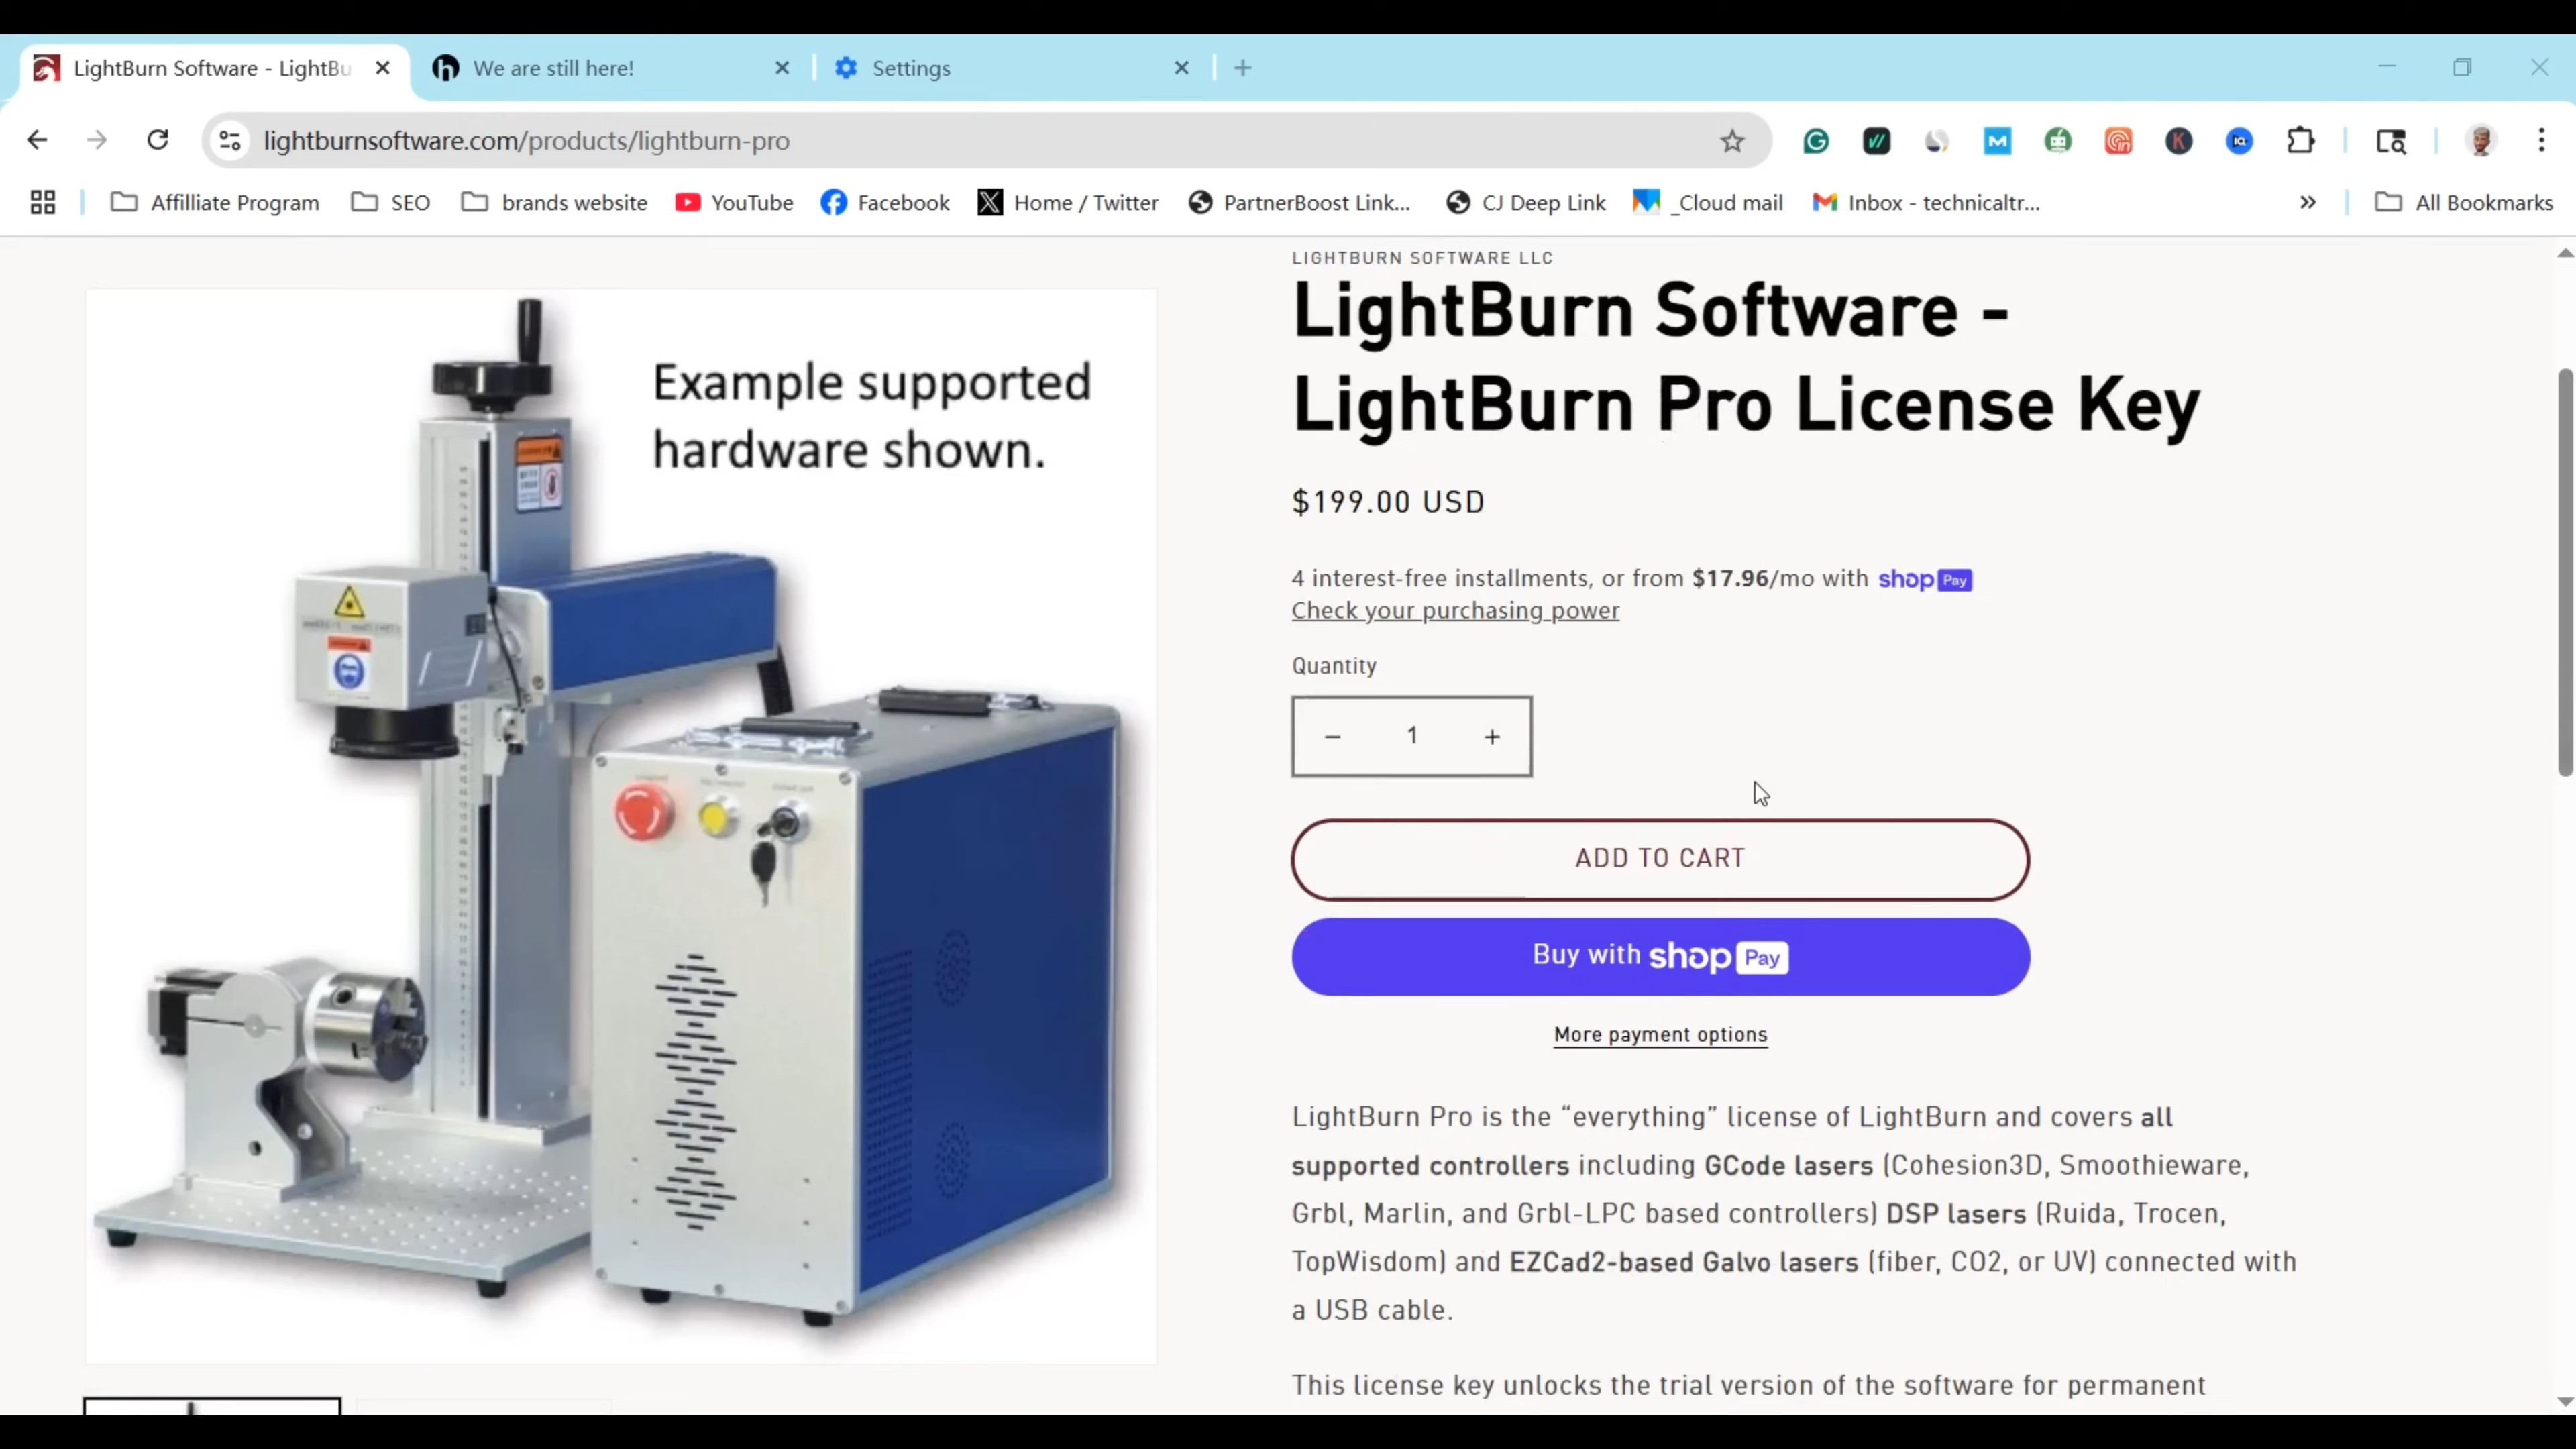 LightBurn Software - LightBu
We are still here!
Settings
lightburnsoftware.com/products/lightburn-pro
Affilliate Program
SEO
brands website
YouTube
Facebook
Home / Twitter
PartnerBoost Link...
CJ Deep Link
_Cloud mail
Inbox - technicaltr...
All Bookmarks
Example supported
hardware shown.
LIGHTBURN SOFTWARE LLC
LightBurn Software -
LightBurn Pro License Key
$199.00 USD
4 interest-free installments, or from $17.96/mo with shop Pay
Check your purchasing power
Quantity
− 1 +
ADD TO CART
Buy with shop Pay
More payment options
LightBurn Pro is the “everything” license of LightBurn and covers all
supported controllers including GCode lasers (Cohesion3D, Smoothieware,
Grbl, Marlin, and Grbl-LPC based controllers) DSP lasers (Ruida, Trocen,
TopWisdom) and EZCad2-based Galvo lasers (fiber, CO2, or UV) connected with
a USB cable.
This license key unlocks the trial version of the software for permanent